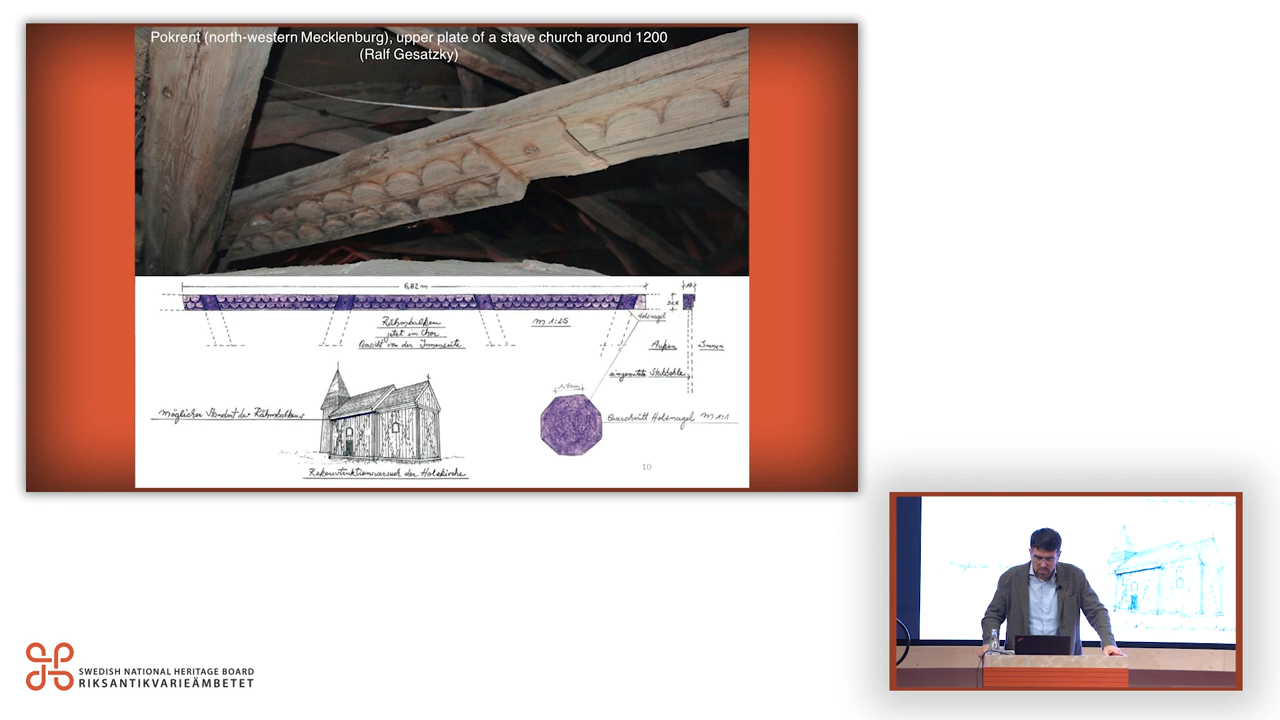 Pokrent (north-western Mecklenburg), upper plate of a stave church around 1200
(Ralf Gesatzky)
6,82 m
Rähmbalken
jetzt im Chor
Ansicht von der Innenseite
M 1:25
Holznagel
Außen Innen
eingenutete Stabbohle
Möglicher Standort des Rähmbalkens
Querschnitt Holznagel M 1:1
Rekonstruktionsversuch der Holzkirche
10
SWEDISH NATIONAL HERITAGE BOARD
RIKSANTIKVARIEÄMBETET